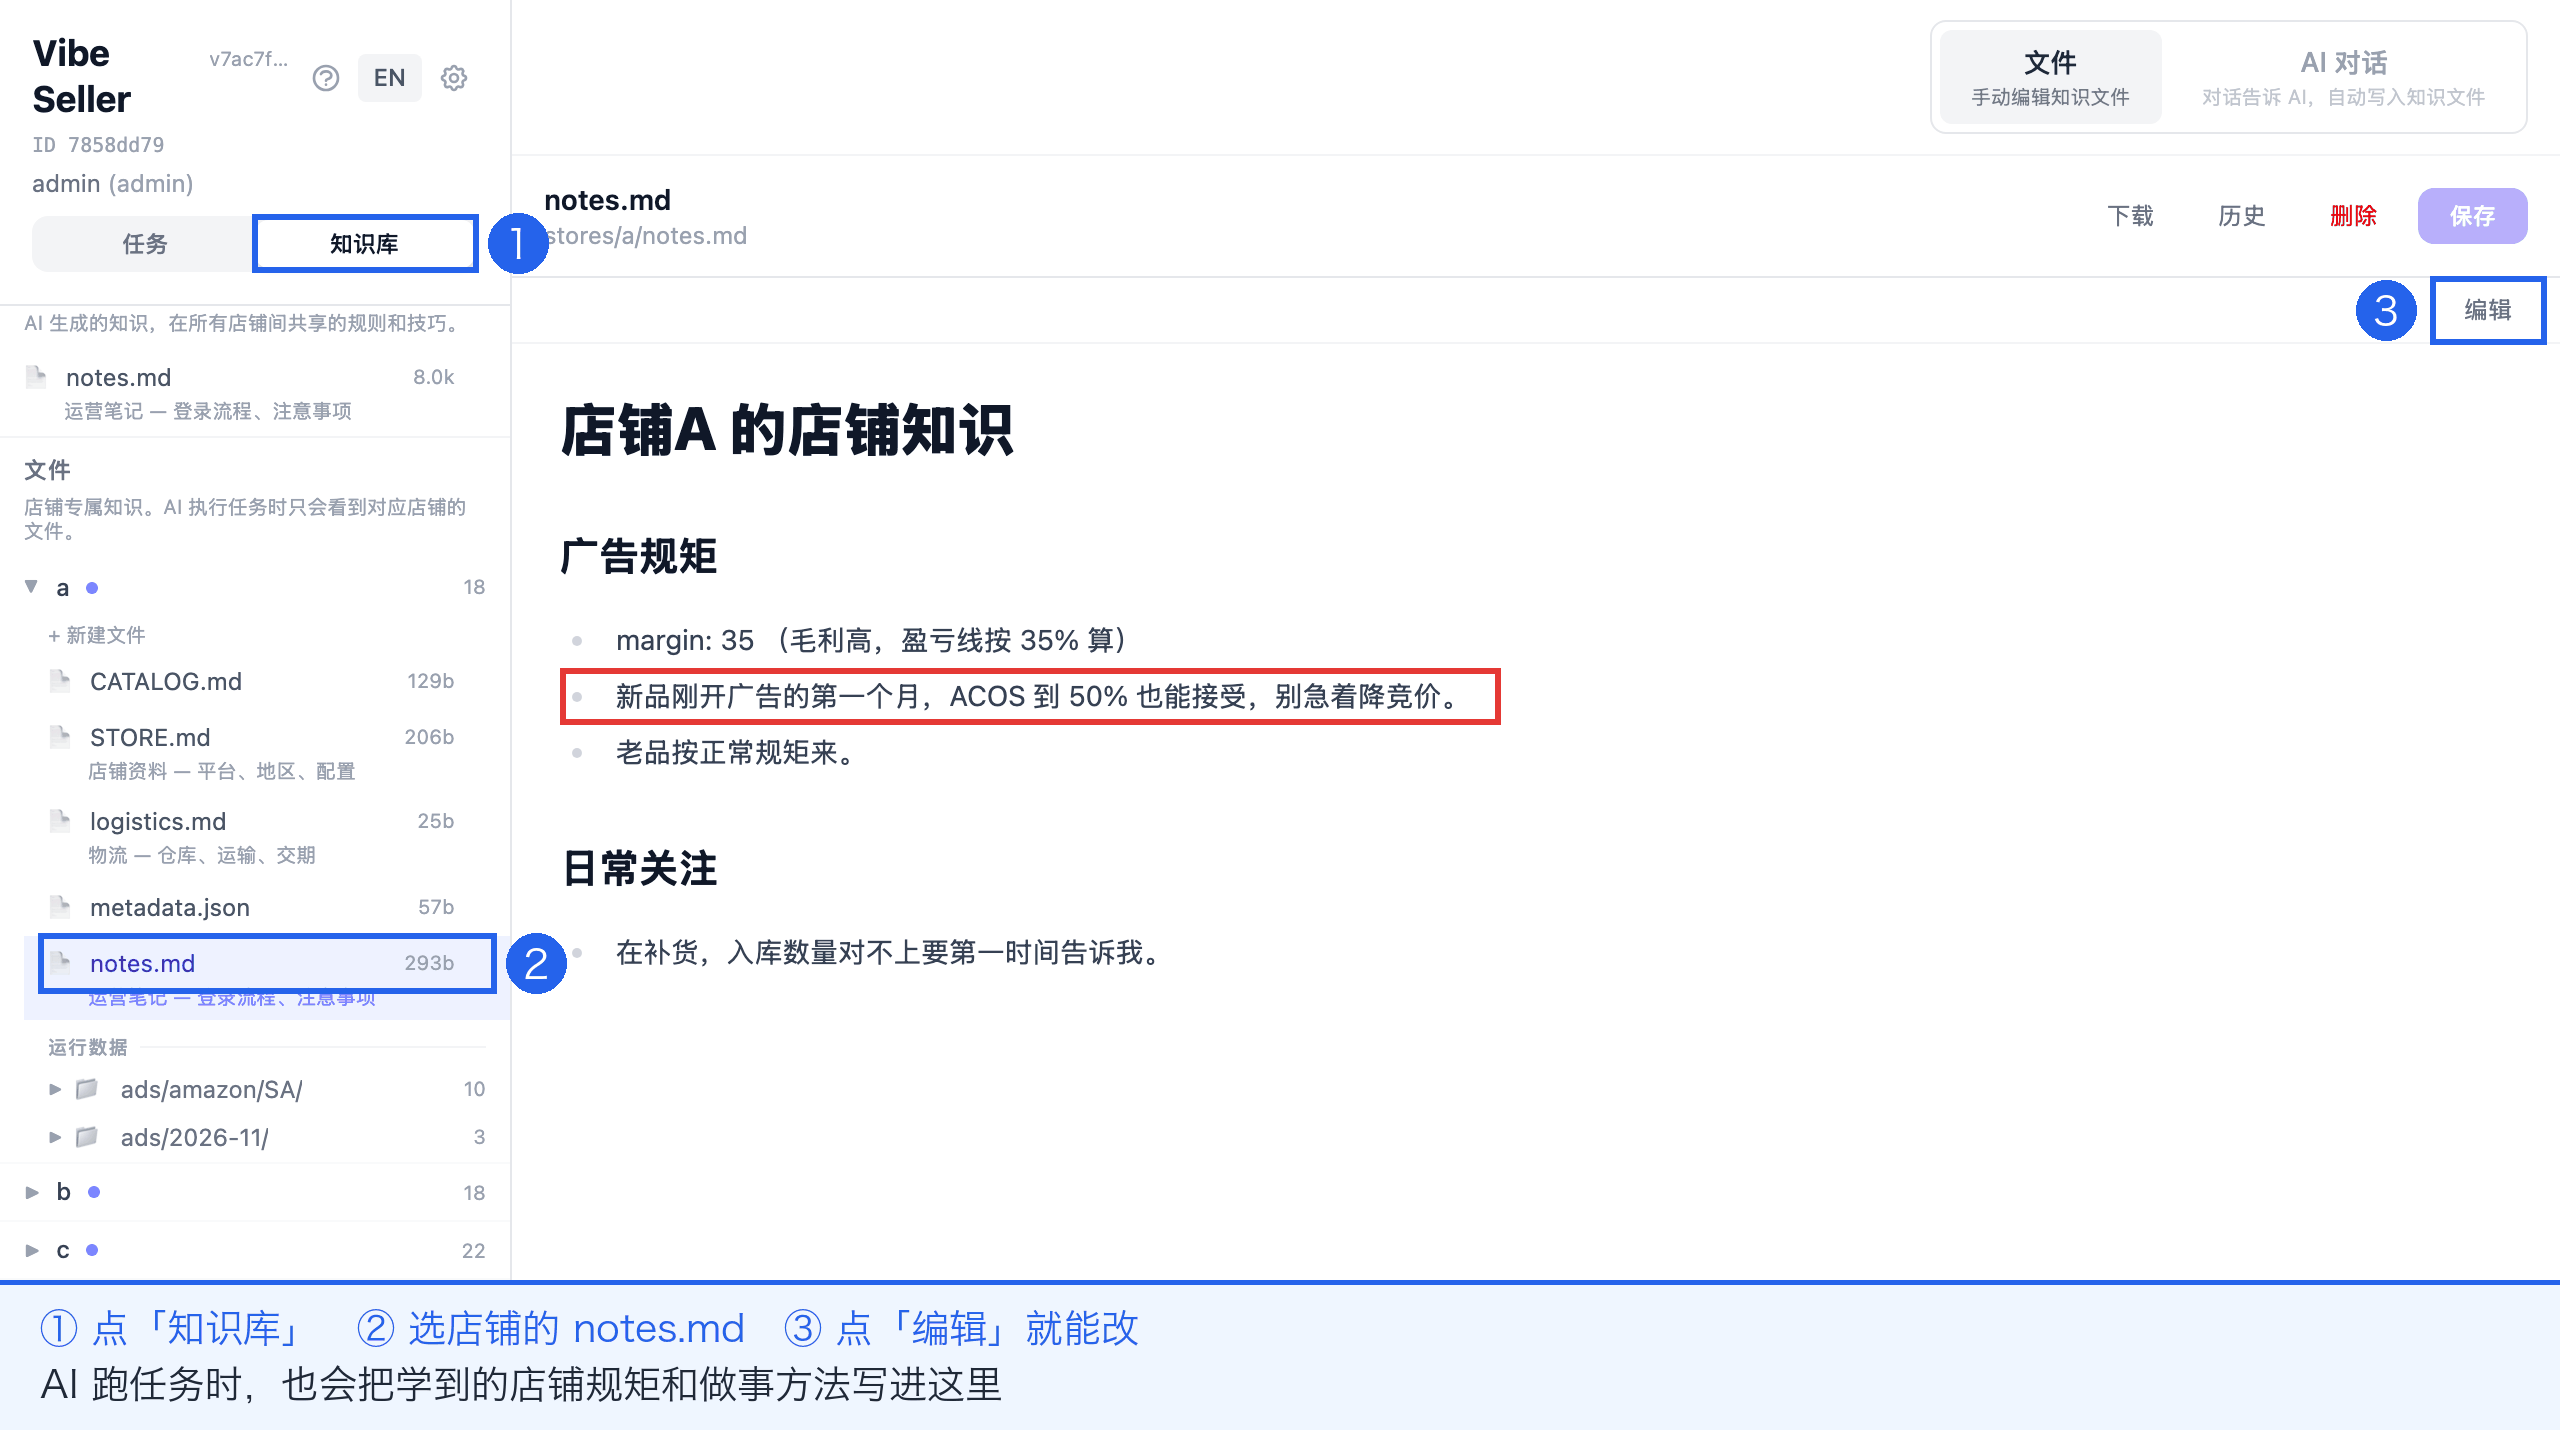 Vibe Seller
v7ac7f...
EN
ID 7858dd79
admin (admin)
任务
知识库
1
AI 生成的知识，在所有店铺间共享的规则和技巧。
notes.md
8.0k
运营笔记 — 登录流程、注意事项
文件
店铺专属知识。AI 执行任务时只会看到对应店铺的
文件。
a
18
+ 新建文件
CATALOG.md
129b
STORE.md
206b
店铺资料 — 平台、地区、配置
logistics.md
25b
物流 — 仓库、运输、交期
metadata.json
57b
notes.md
293b
2
运营笔记 — 登录流程、注意事项
运行数据
ads/amazon/SA/
10
ads/2026-11/
3
b
18
c
22
文件
手动编辑知识文件
AI 对话
对话告诉 AI，自动写入知识文件
notes.md
stores/a/notes.md
下载
历史
删除
保存
3
编辑
店铺A 的店铺知识
广告规矩
margin: 35 （毛利高，盈亏线按 35% 算）
新品刚开广告的第一个月，ACOS 到 50% 也能接受，别急着降竞价。
老品按正常规矩来。
日常关注
在补货，入库数量对不上要第一时间告诉我。
① 点「知识库」 ② 选店铺的 notes.md ③ 点「编辑」就能改
AI 跑任务时，也会把学到的店铺规矩和做事方法写进这里